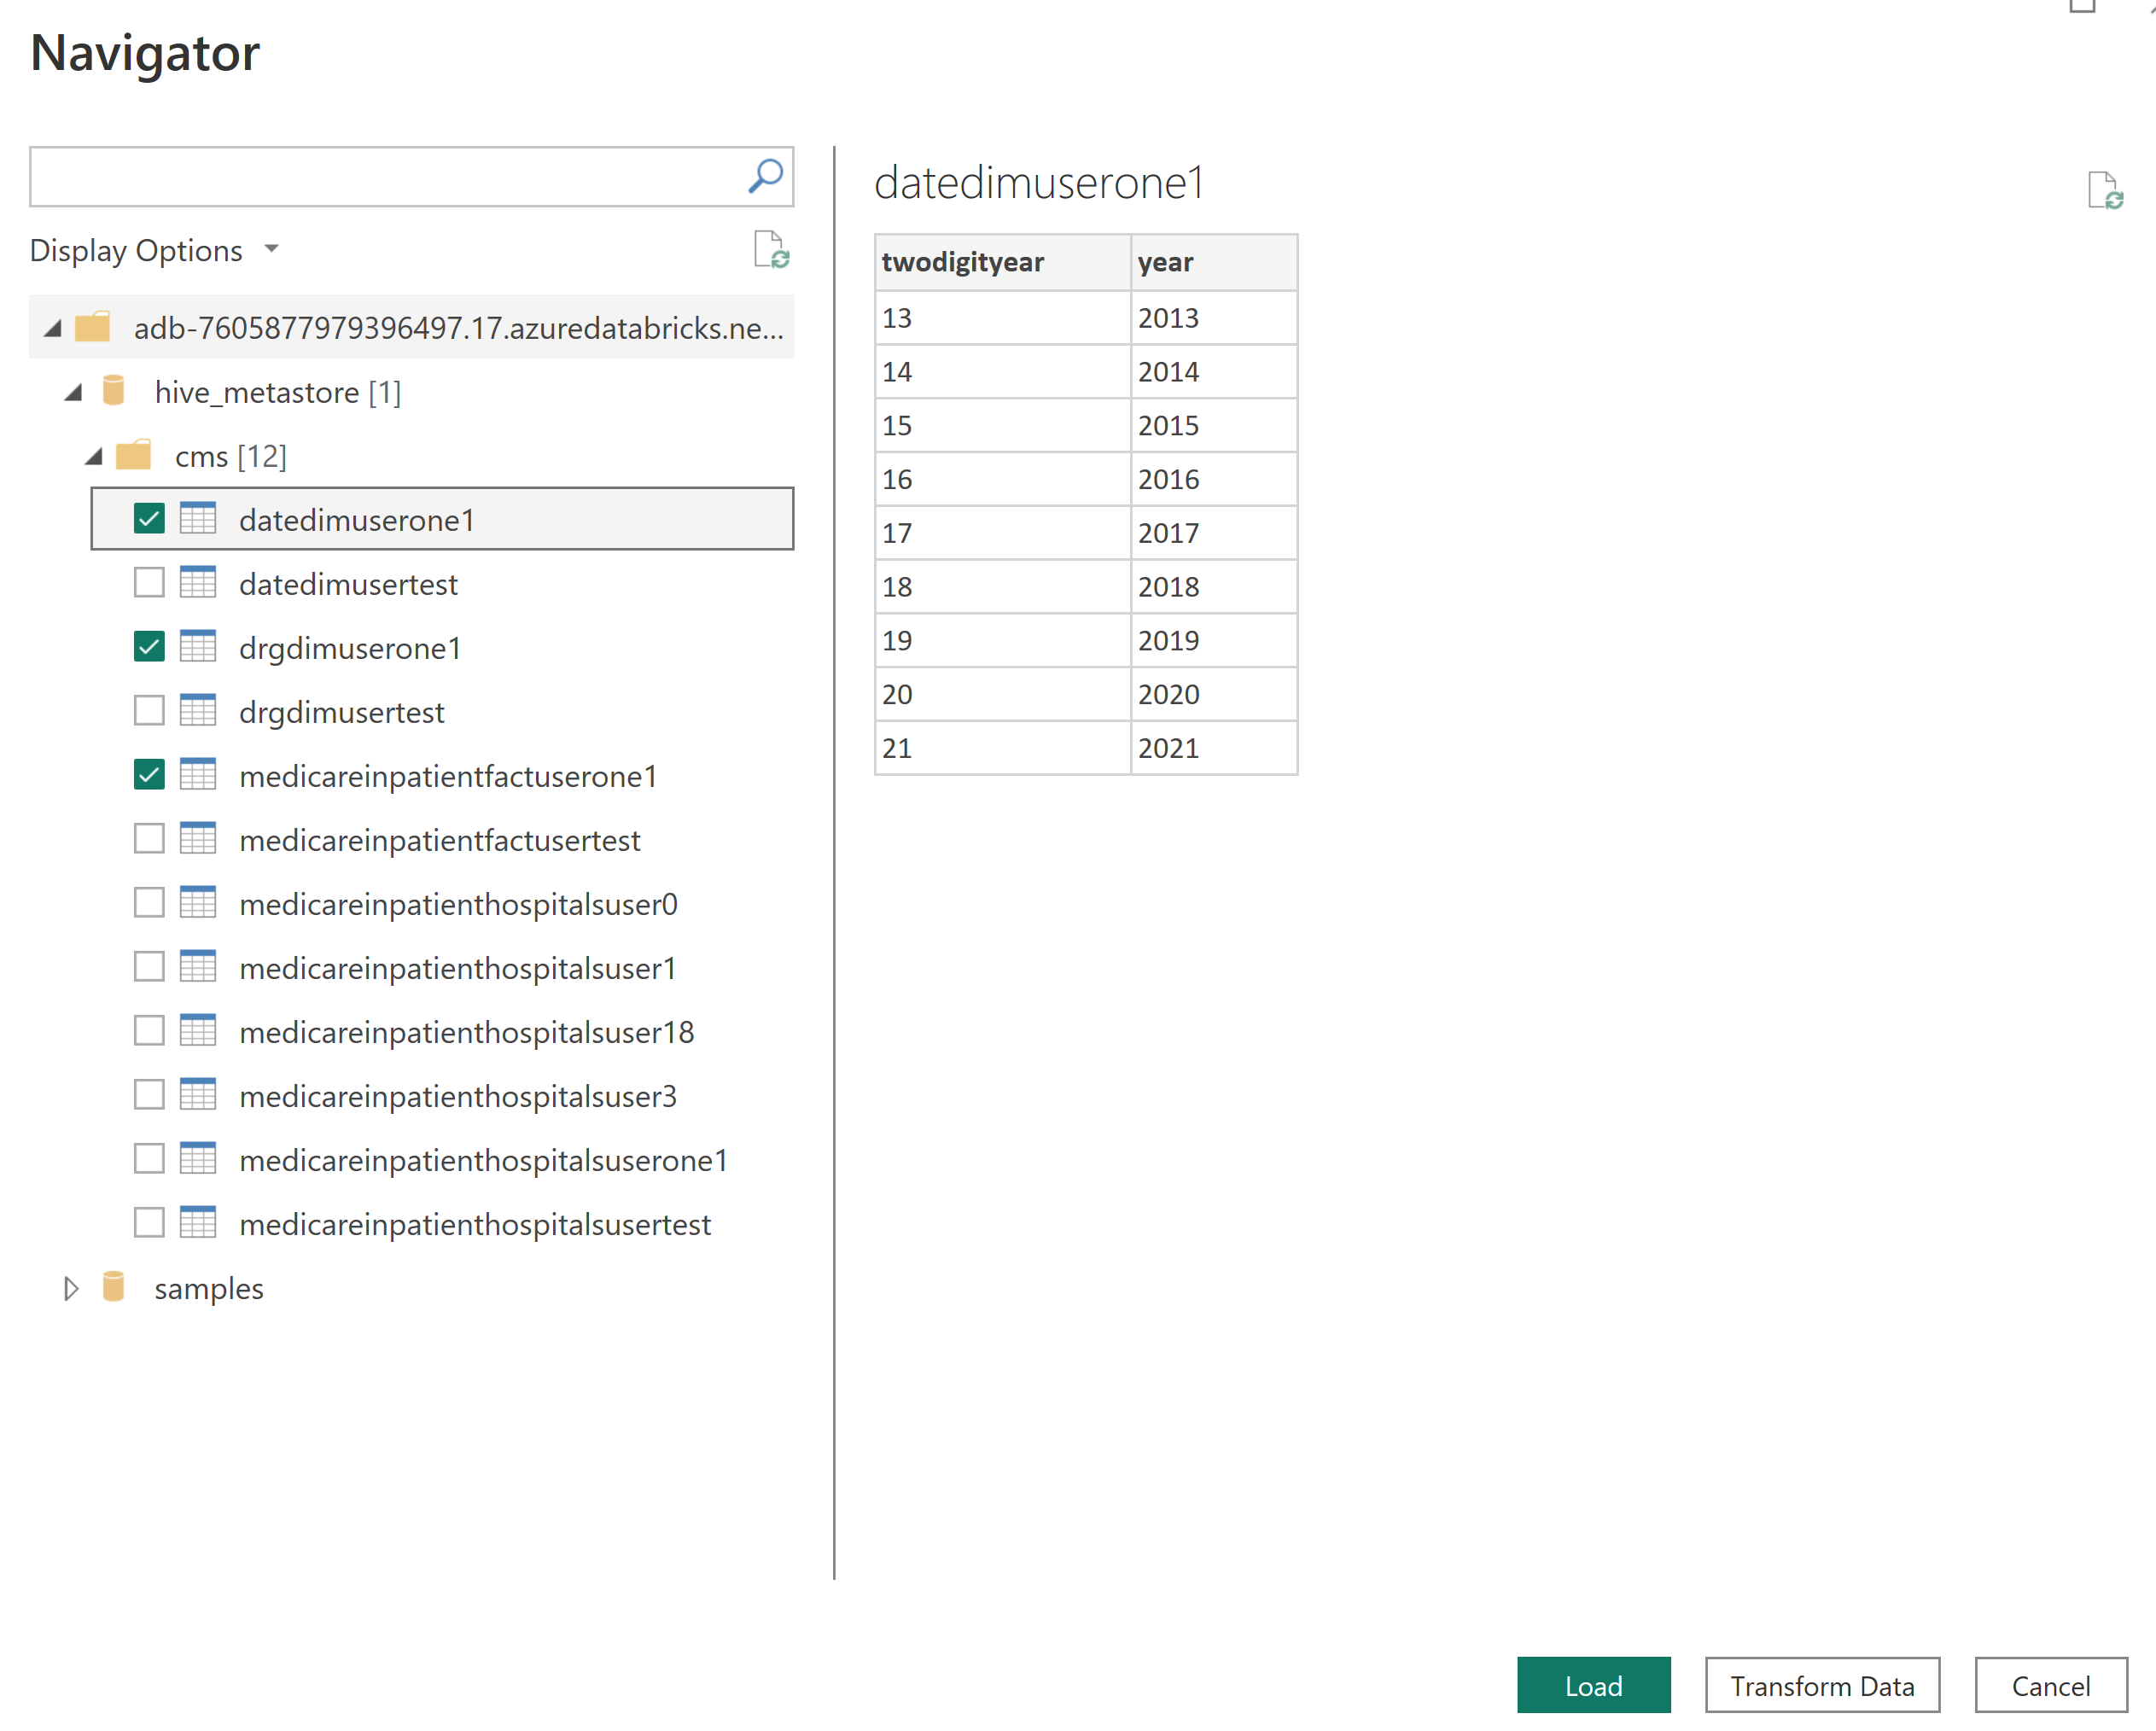 Navigator
Display Options
adb-7605877979396497.17.azuredatabricks.ne...
hive_metastore [1]
cms [12]
datedimuserone1
datedimusertest
drgdimuserone1
drgdimusertest
medicareinpatientfactuserone1
medicareinpatientfactusertest
medicareinpatienthospitalsuser0
medicareinpatienthospitalsuser1
medicareinpatienthospitalsuser18
medicareinpatienthospitalsuser3
medicareinpatienthospitalsuserone1
medicareinpatienthospitalsusertest
samples
datedimuserone1
twodigityear year
13 2013
14 2014
15 2015
16 2016
17 2017
18 2018
19 2019
20 2020
21 2021
Load Transform Data Cancel